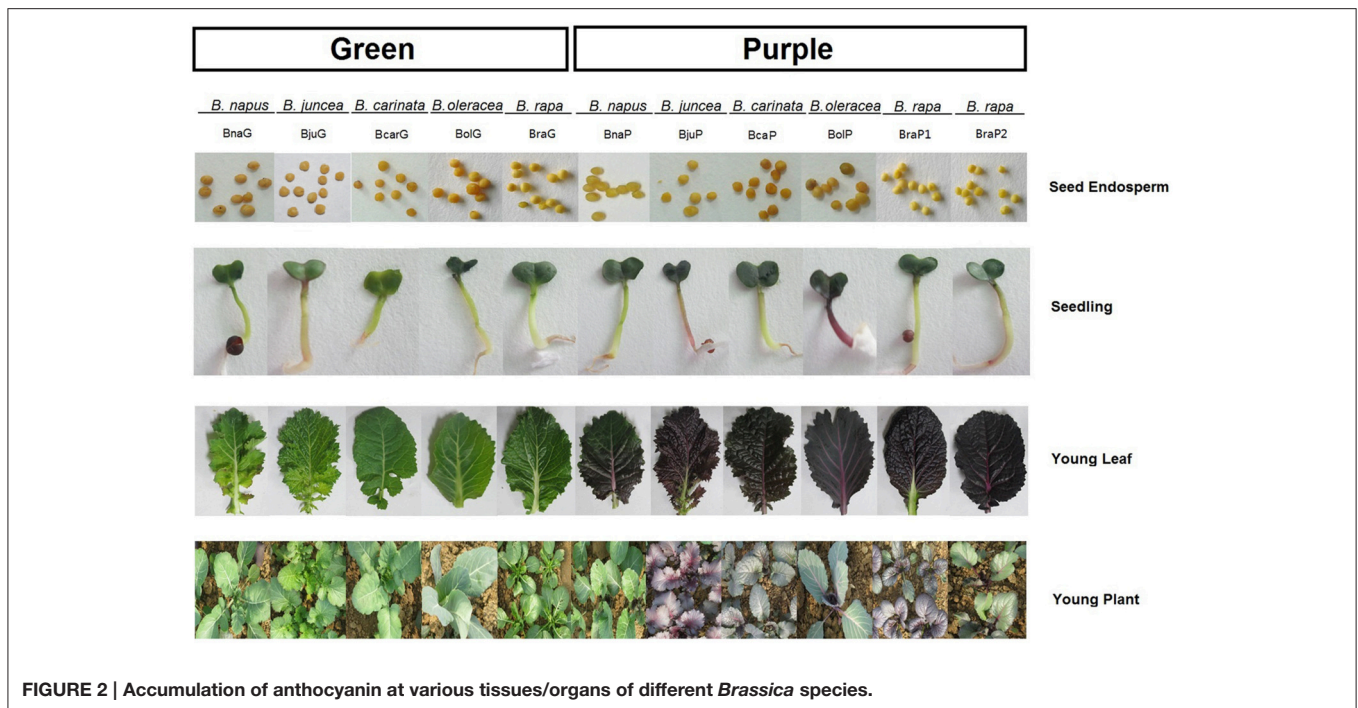 Green Purple
B. napus B. juncea B. carinata B.oleracea B. rapa B. napus B. juncea B. carinata B.oleracea B. rapa B. rapa
BnaG BjuG BcarG BolG BraG BnaP BjuP BcaP BolP BraP1 BraP2
Seed Endosperm
Seedling
Young Leaf
Young Plant
FIGURE 2 | Accumulation of anthocyanin at various tissues/organs of different Brassica species.